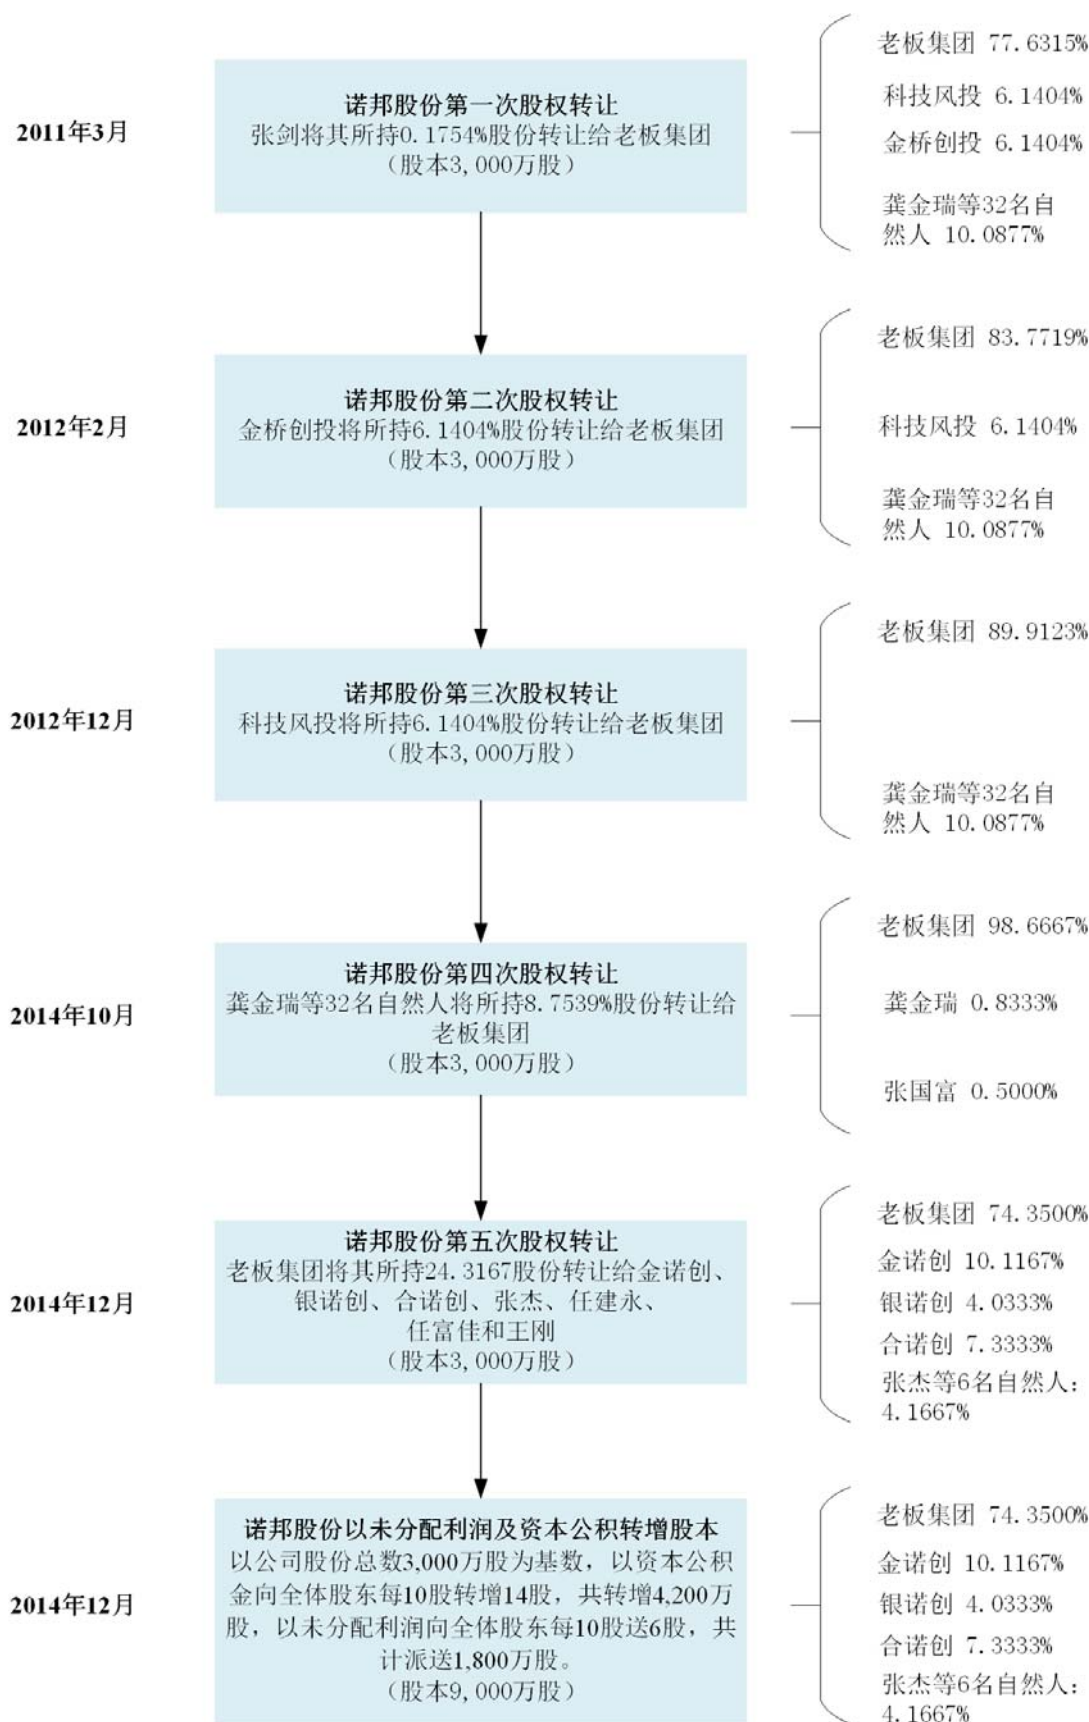 2011年3月
诺邦股份第一次股权转让
张剑将其所持0.1754%股份转让给老板集团
（股本3,000万股）
老板集团 77.6315%
科技风投 6.1404%
金桥创投 6.1404%
龚金瑞等32名自
然人 10.0877%
2012年2月
诺邦股份第二次股权转让
金桥创投将所持6.1404%股份转让给老板集团
（股本3,000万股）
老板集团 83.7719%
科技风投 6.1404%
龚金瑞等32名自
然人 10.0877%
2012年12月
诺邦股份第三次股权转让
科技风投将所持6.1404%股份转让给老板集团
（股本3,000万股）
老板集团 89.9123%
龚金瑞等32名自
然人 10.0877%
2014年10月
诺邦股份第四次股权转让
龚金瑞等32名自然人将所持8.7539%股份转让给
老板集团
（股本3,000万股）
老板集团 98.6667%
龚金瑞 0.8333%
张国富 0.5000%
2014年12月
诺邦股份第五次股权转让
老板集团将其所持24.3167股份转让给金诺创、
银诺创、合诺创、张杰、任建永、
任富佳和王刚
（股本3,000万股）
老板集团 74.3500%
金诺创 10.1167%
银诺创 4.0333%
合诺创 7.3333%
张杰等6名自然人：
4.1667%
2014年12月
诺邦股份以未分配利润及资本公积转增股本
以公司股份总数3,000万股为基数，以资本公积
金向全体股东每10股转增14股，共转增4,200万
股，以未分配利润向全体股东每10股送6股，共
计派送1,800万股。
（股本9,000万股）
老板集团 74.3500%
金诺创 10.1167%
银诺创 4.0333%
合诺创 7.3333%
张杰等6名自然人：
4.1667%